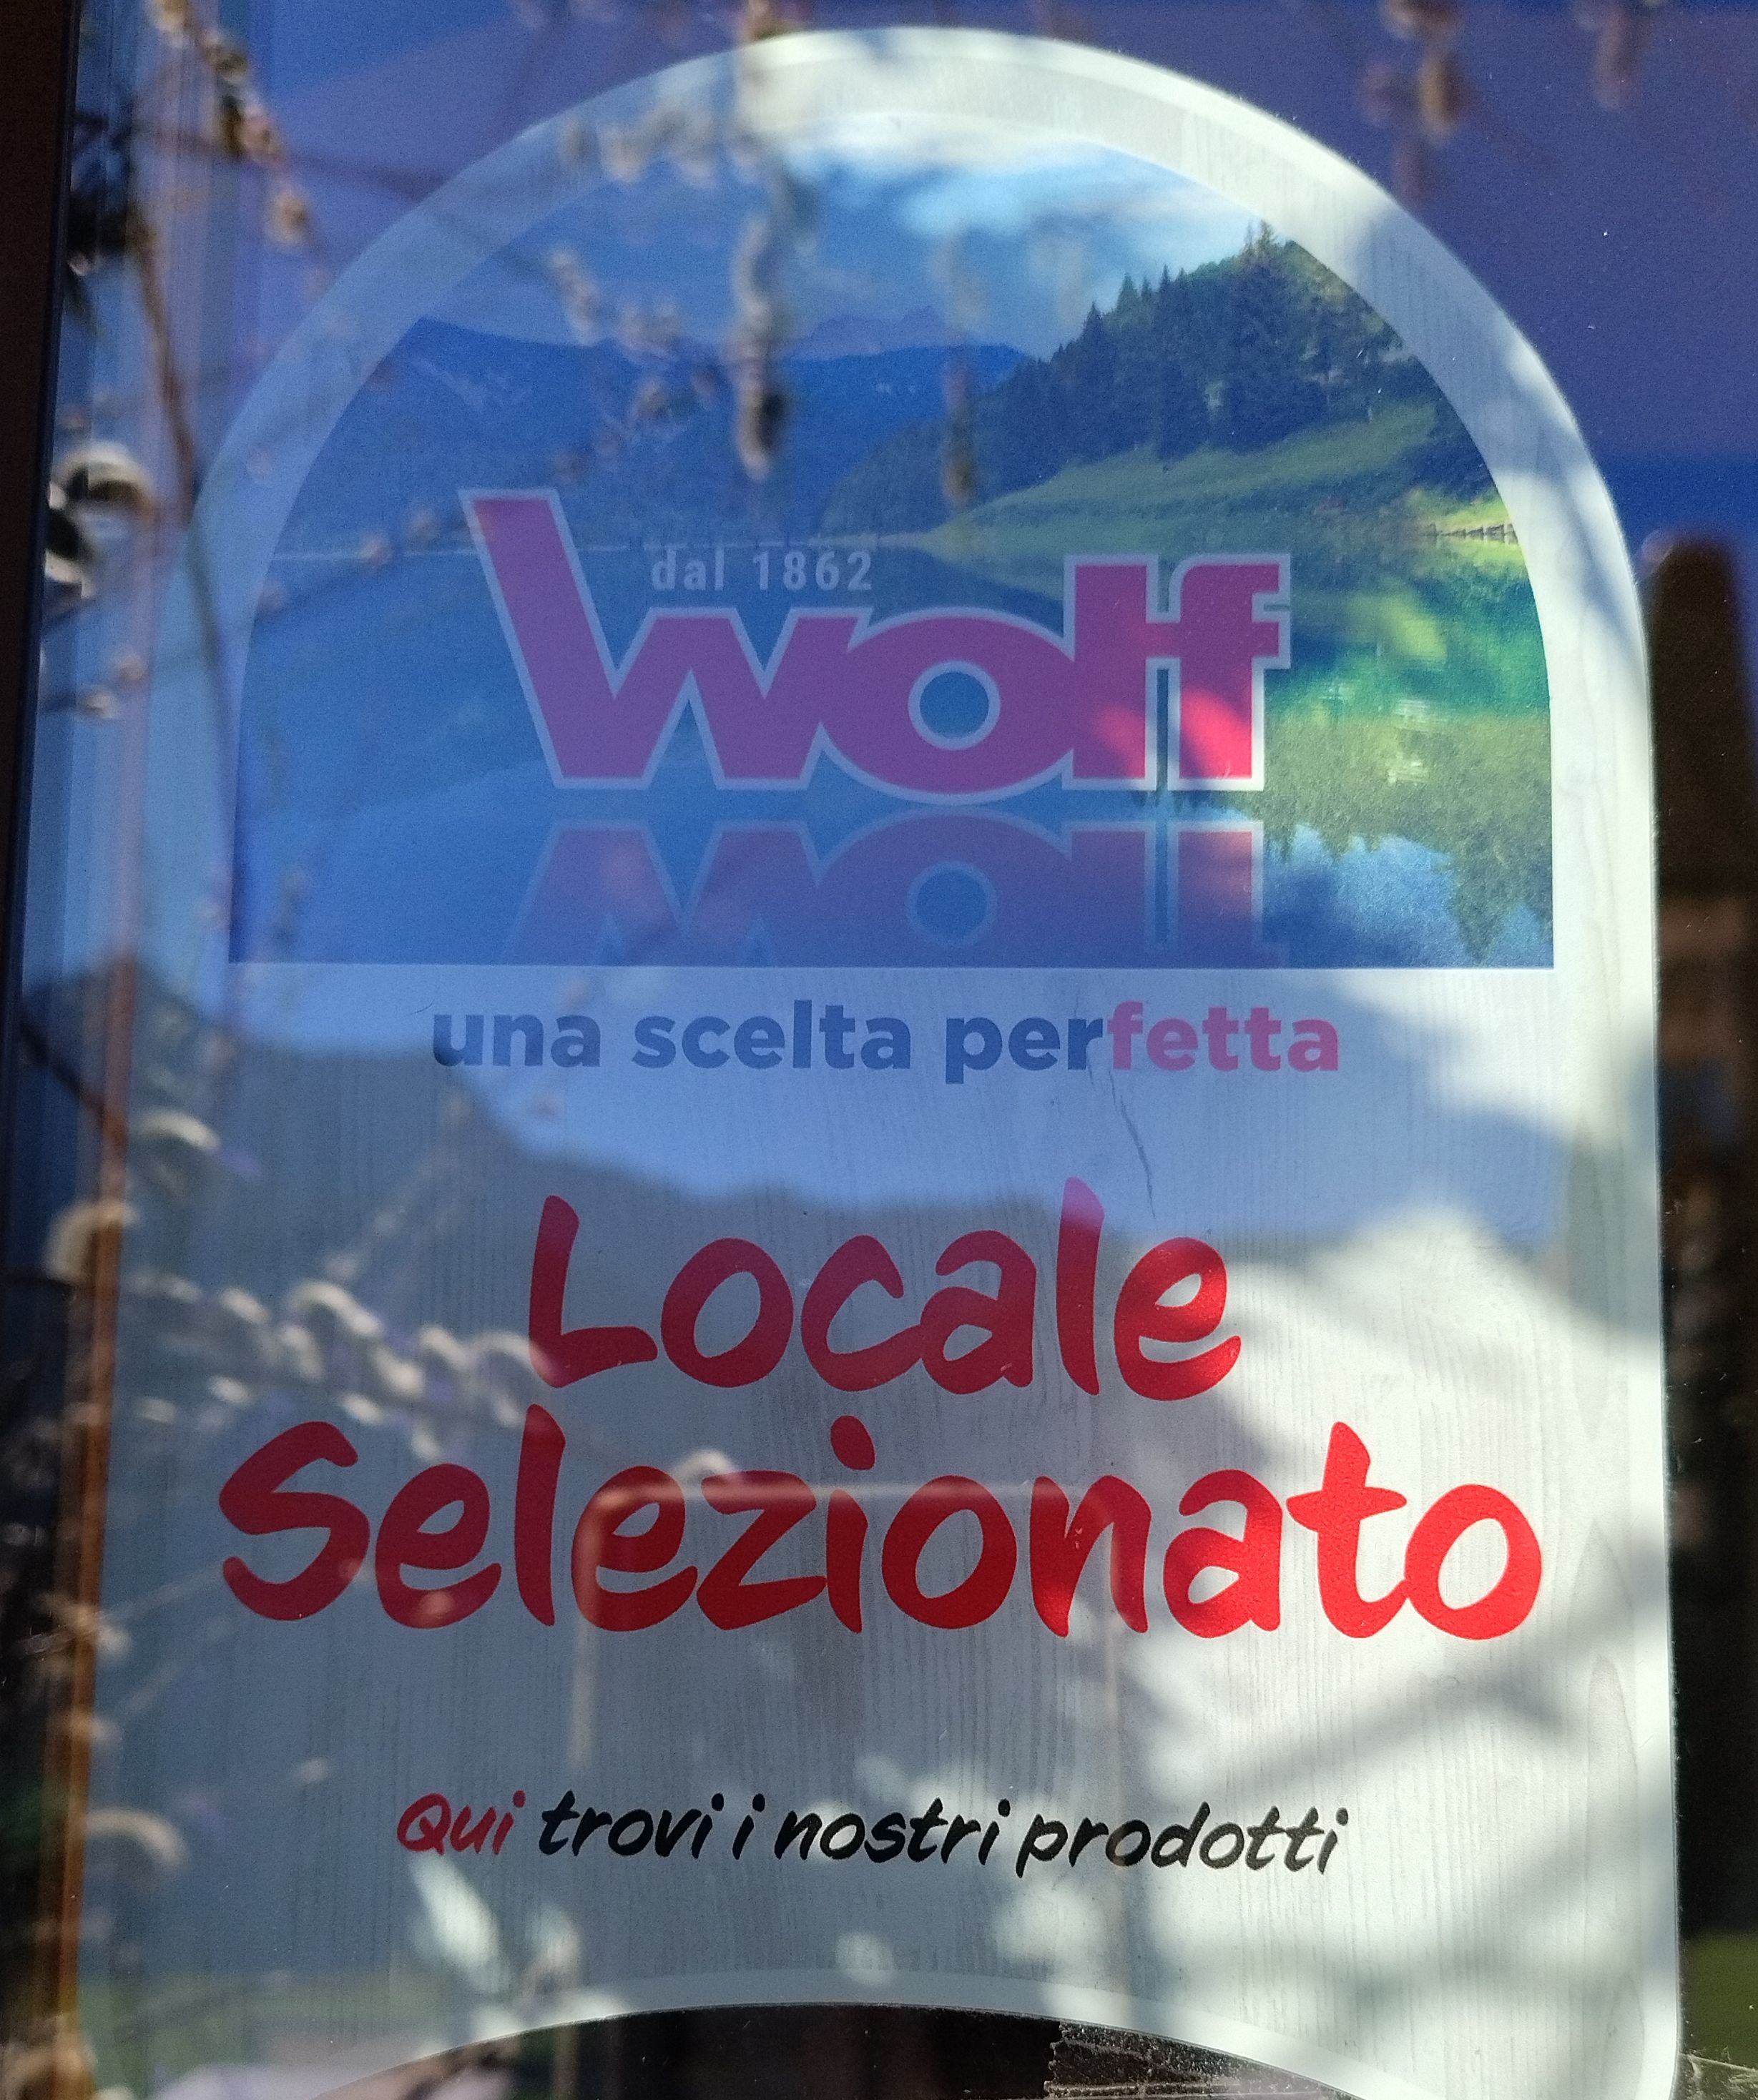 dal 1862
Wolf
una scelta perfetta
Locale
Selezionato
Qui trovi i nostri prodotti